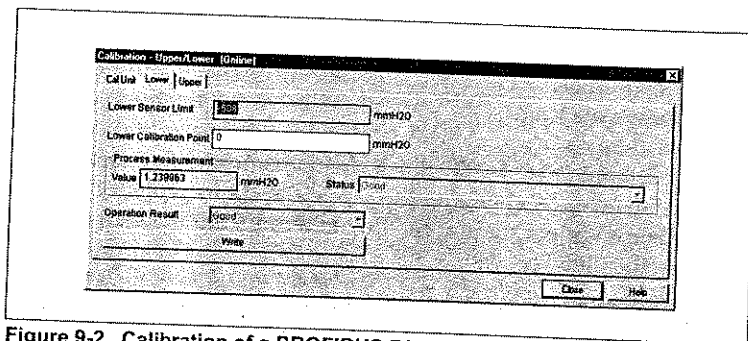 Calibration - Upper/Lower [Online]
Cal Unit Lower Upper
Lower Sensor Limit mmH2O
Lower Calibration Point 0 mmH2O
Process Measurement
Value 1.239963 mmH2O Status Good
Operation Result Good
Write
Close Help
Figure 9-2. Calibration of a PROFIBUS